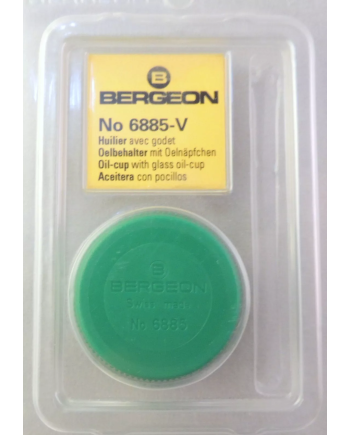 B
BERGEON
No 6885-V
Huilier avec godet
Oelbehalter mit Oelnäpfchen
Oil-cup with glass oil-cup
Aceitera con pocillos
B
BERGEON
No 6885